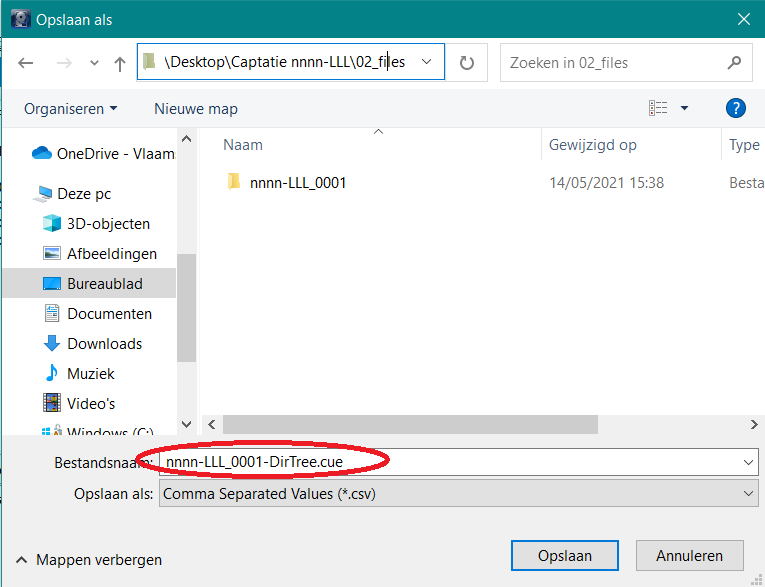 Opslaan als
\Desktop\Captatie nnnn-LLL\02_files
Zoeken in 02_files
Organiseren
Nieuwe map
?
Naam
Gewijzigd op
Type
OneDrive - Vlaam
nnnn-LLL_0001
14/05/2021 15:38
Besta
Deze pc
3D-objecten
Afbeeldingen
Bureaublad
Documenten
Downloads
Muziek
Video's
Windows (C:)
Bestandsnaam:
nnnn-LLL_0001-DirTree.cue
Opslaan als:
Comma Separated Values (*.csv)
Mappen verbergen
Opslaan
Annuleren